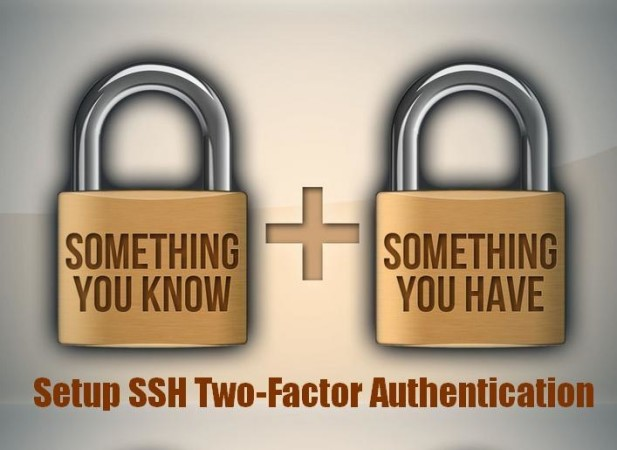 SOMETHING
YOU KNOW
+
SOMETHING
YOU HAVE
Setup SSH Two-Factor Authentication